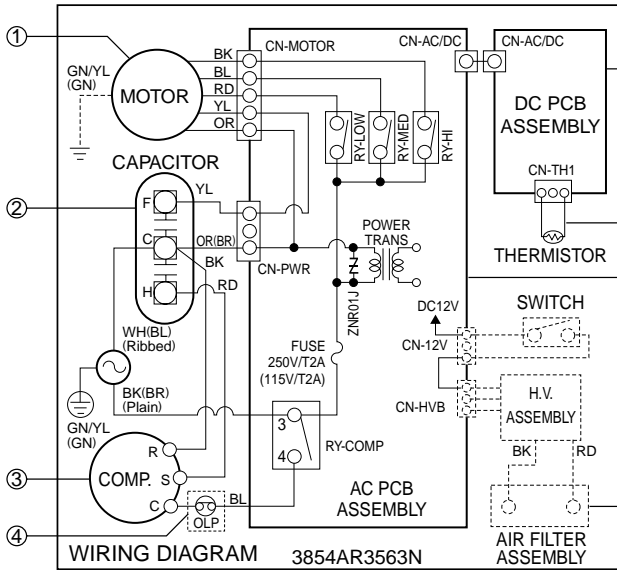 1
GN/YL
(GN)
MOTOR
BK
BL
RD
YL
OR
CN-MOTOR
CN-AC/DC
CN-AC/DC
DC PCB
ASSEMBLY
RY-LOW
RY-MED
RY-HI
CN-TH1
THERMISTOR
CAPACITOR
2
F
YL
C
OR(BR)
BK
H
RD
CN-PWR
POWER
TRANS
ZNR01J
WH(BL)
(Ribbed)
FUSE
250V/T2A
(115V/T2A)
DC12V
CN-12V
SWITCH
BK(BR)
(Plain)
GN/YL
(GN)
CN-HVB
H.V.
ASSEMBLY
BK
RD
3
RY-COMP
4
3
COMP.
R
S
C
OLP
BL
4
AC PCB
ASSEMBLY
AIR FILTER
ASSEMBLY
WIRING DIAGRAM
3854AR3563N